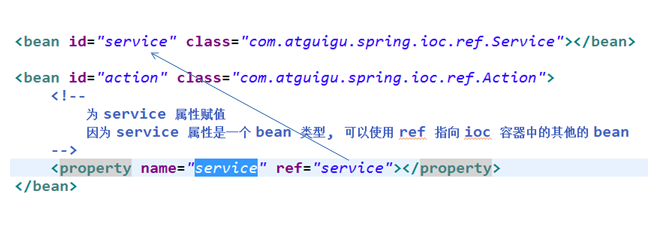 <bean id="service" class="com.atguigu.spring.ioc.ref.Service"></bean>
<bean id="action" class="com.atguigu.spring.ioc.ref.Action">
<!--
为 service 属性赋值
因为 service 属性是一个 bean 类型, 可以使用 ref 指向 ioc 容器中的其他的 bean
-->
<property name="service" ref="service"></property>
</bean>